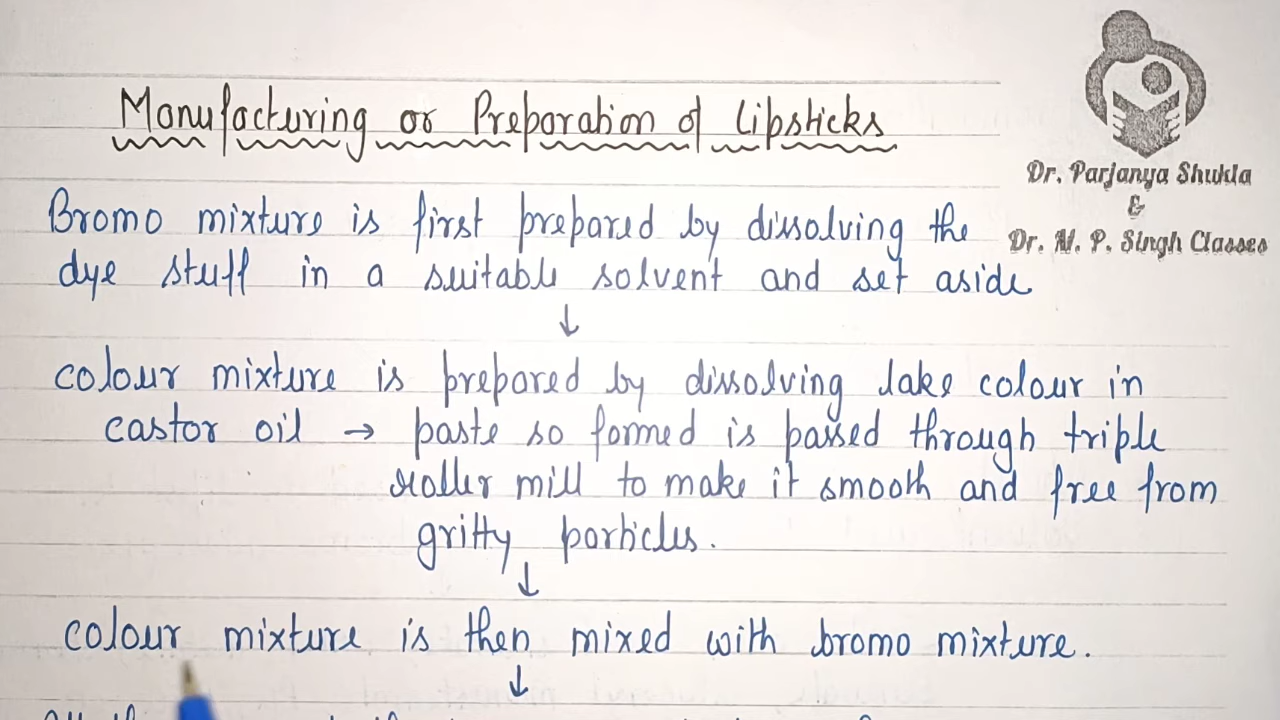 Manufacturing or Preparation of Lipsticks
Dr. Parjanya Shukla
&
Dr. M. P. Singh Classes
Bromo mixture is first prepared by dissolving the
dye stuff in a suitable solvent and set aside
↓
colour mixture is prepared by dissolving lake colour in
castor oil → paste so formed is passed through triple
roller mill to make it smooth and free from
gritty particles.
↓
colour mixture is then mixed with bromo mixture.
↓